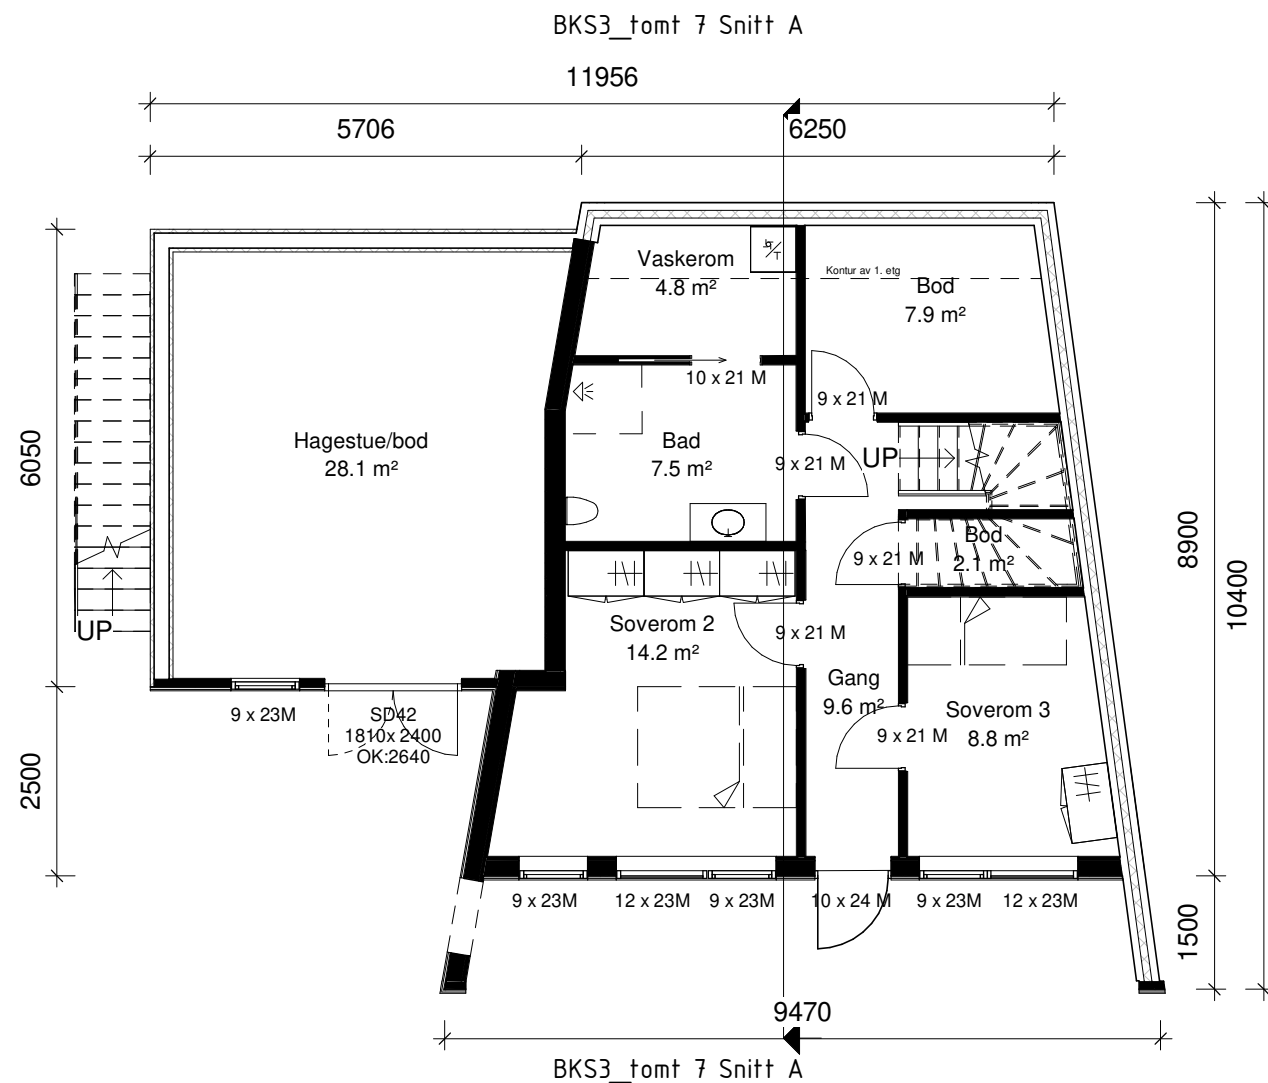 BKS3_tomt 7 Snitt A
11956
5706
6250
Vaskerom
4.8 m²
Kontur av 1. etg
Bod
7.9 m²
10 x 21 M
9 x 21 M
6050
Hagestue/bod
28.1 m²
Bad
7.5 m²
9 x 21 M
UP
8900
10400
9 x 21 M
Bod
2.1 m²
UP
Soverom 2
14.2 m²
9 x 21 M
Gang
9.6 m²
9 x 21 M
Soverom 3
8.8 m²
9 x 23M
SD42
1810x 2400
OK:2640
2500
9 x 23M
12 x 23M
9 x 23M
10 x 24 M
9 x 23M
12 x 23M
1500
9470
BKS3_tomt 7 Snitt A